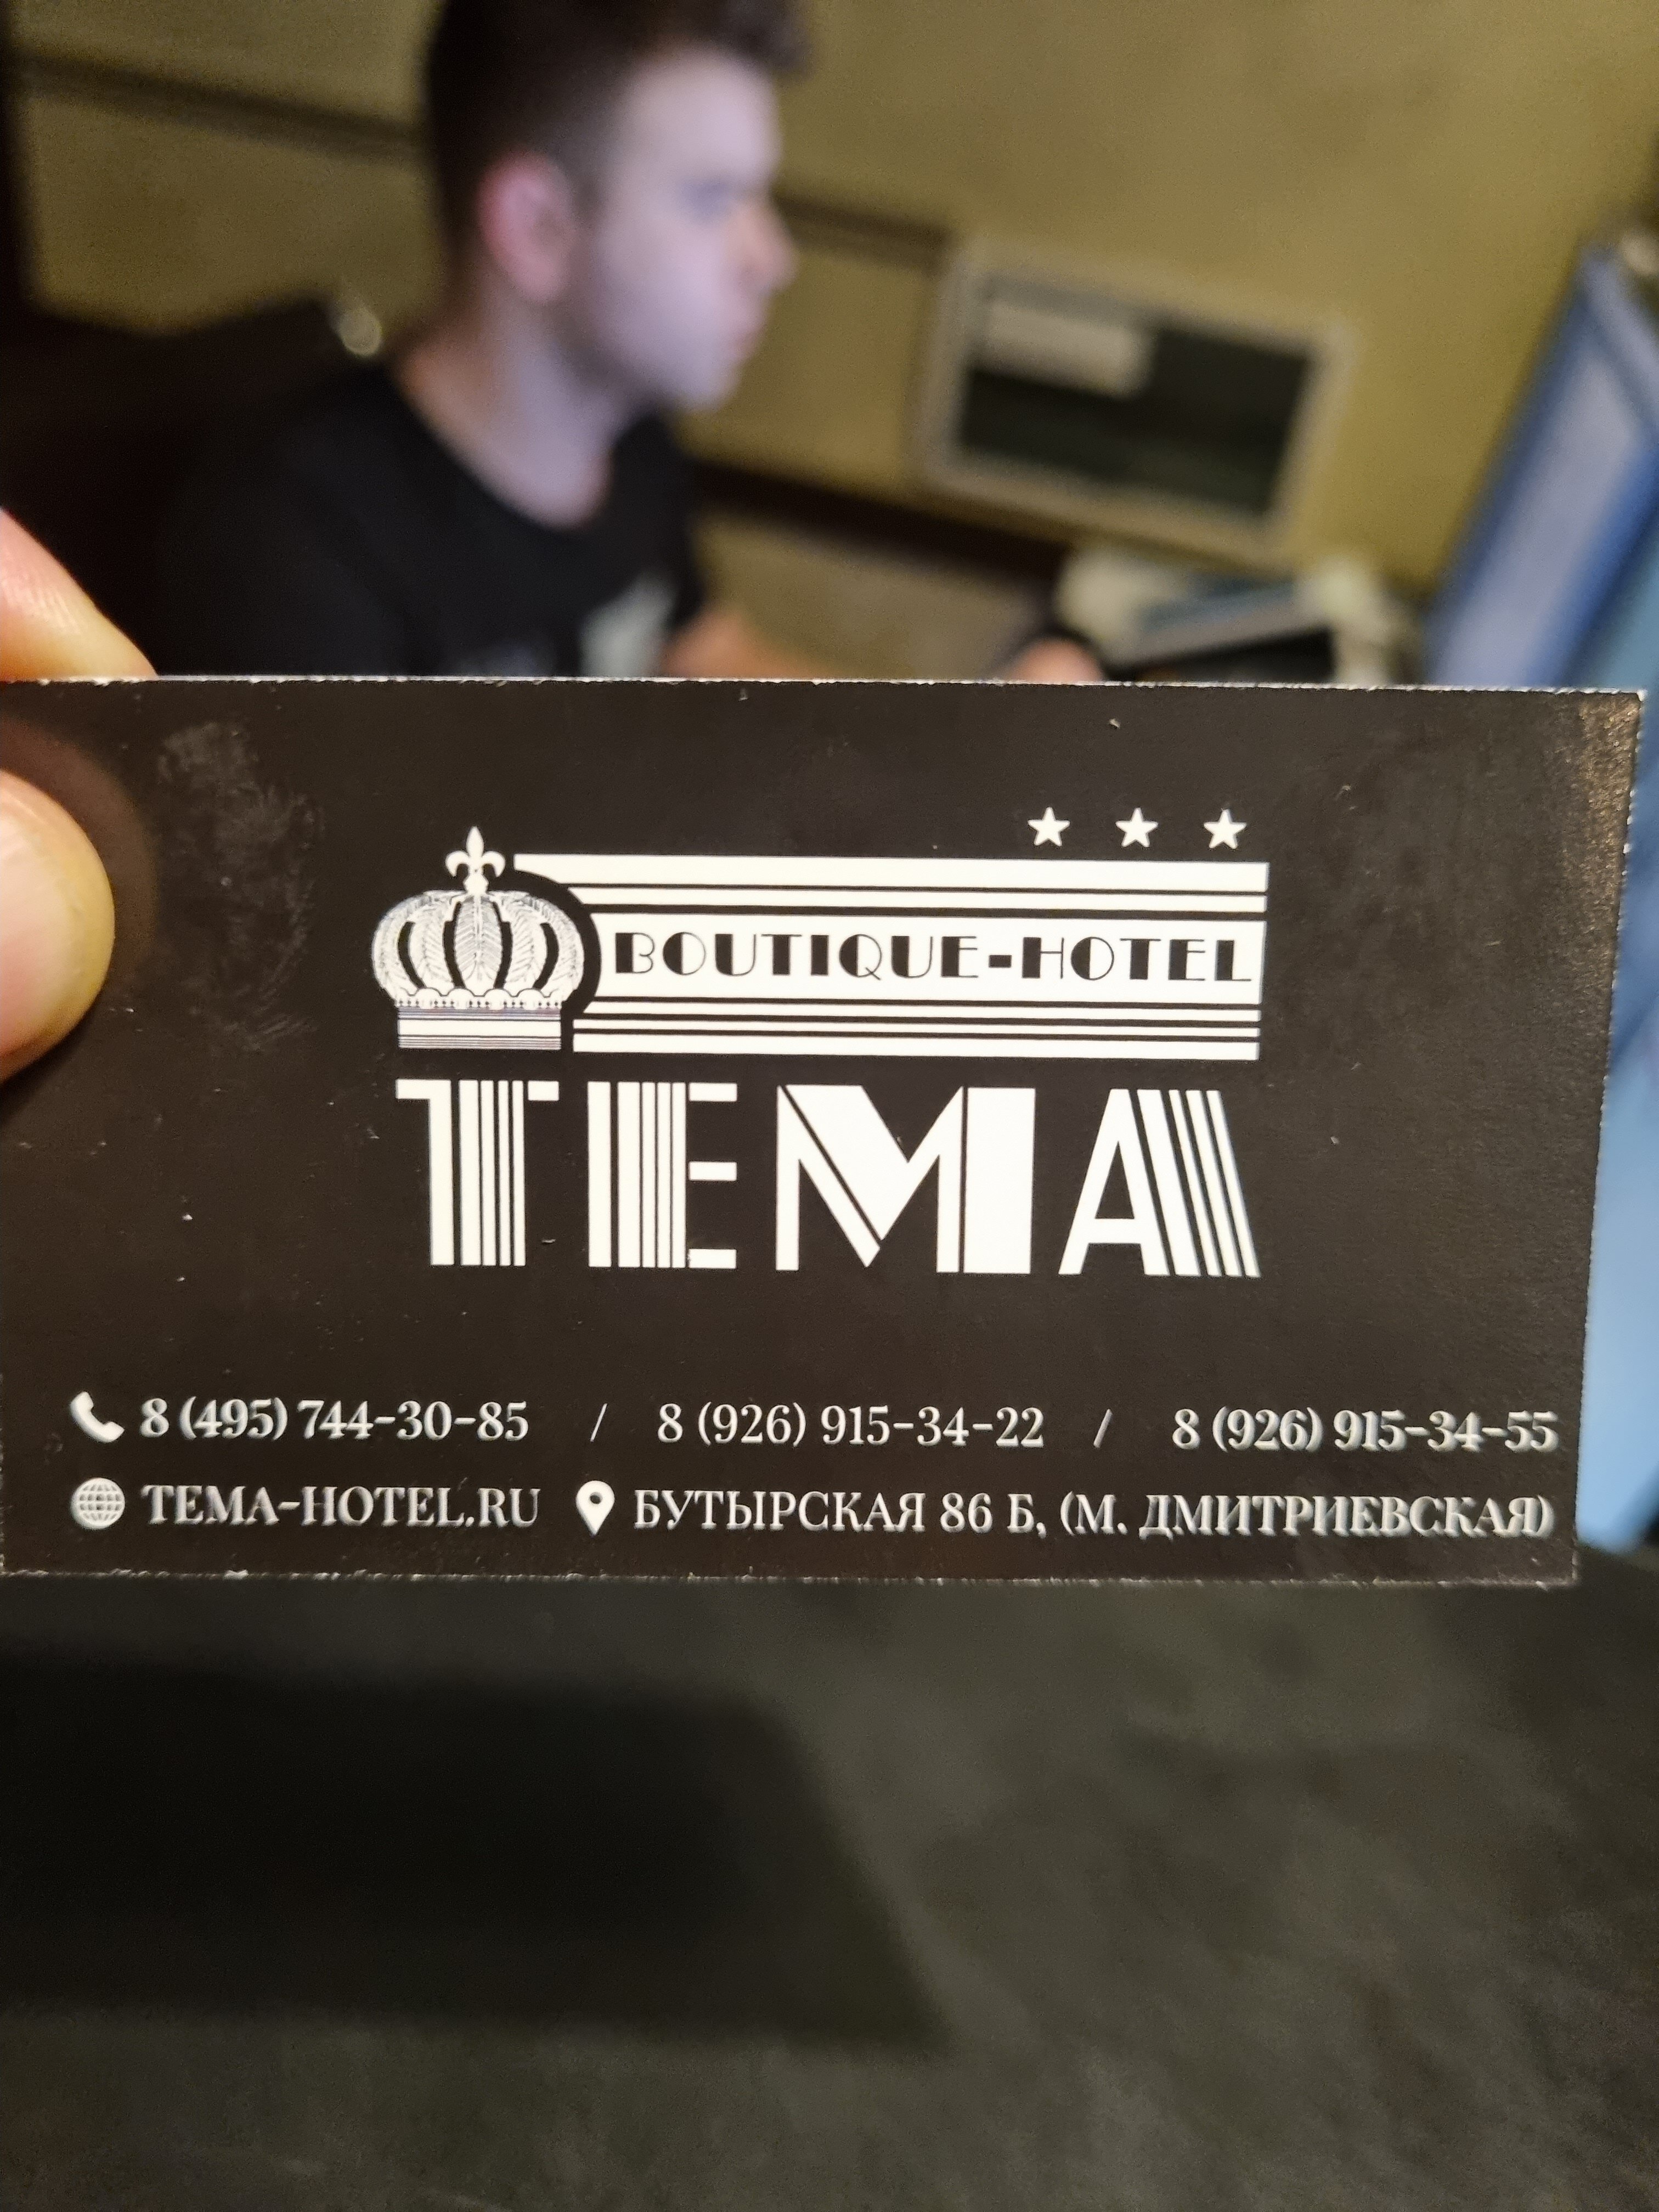 ★ ★ ★
BOUTIQUE-HOTEL
TEMA
8 (495) 744-30-85 / 8 (926) 915-34-22 / 8 (926) 915-34-55
TEMA-HOTEL.RU БУТЫРСКАЯ 86 Б, (М. ДМИТРИЕВСКАЯ)